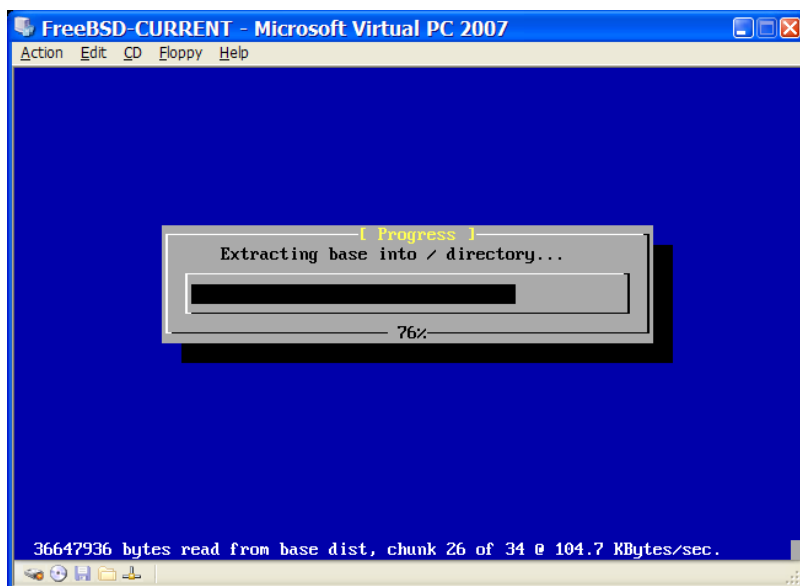 FreeBSD-CURRENT - Microsoft Virtual PC 2007
Action Edit CD Floppy Help
[ Progress ]
Extracting base into / directory...
76%
36647936 bytes read from base dist, chunk 26 of 34 @ 104.7 KBytes/sec.